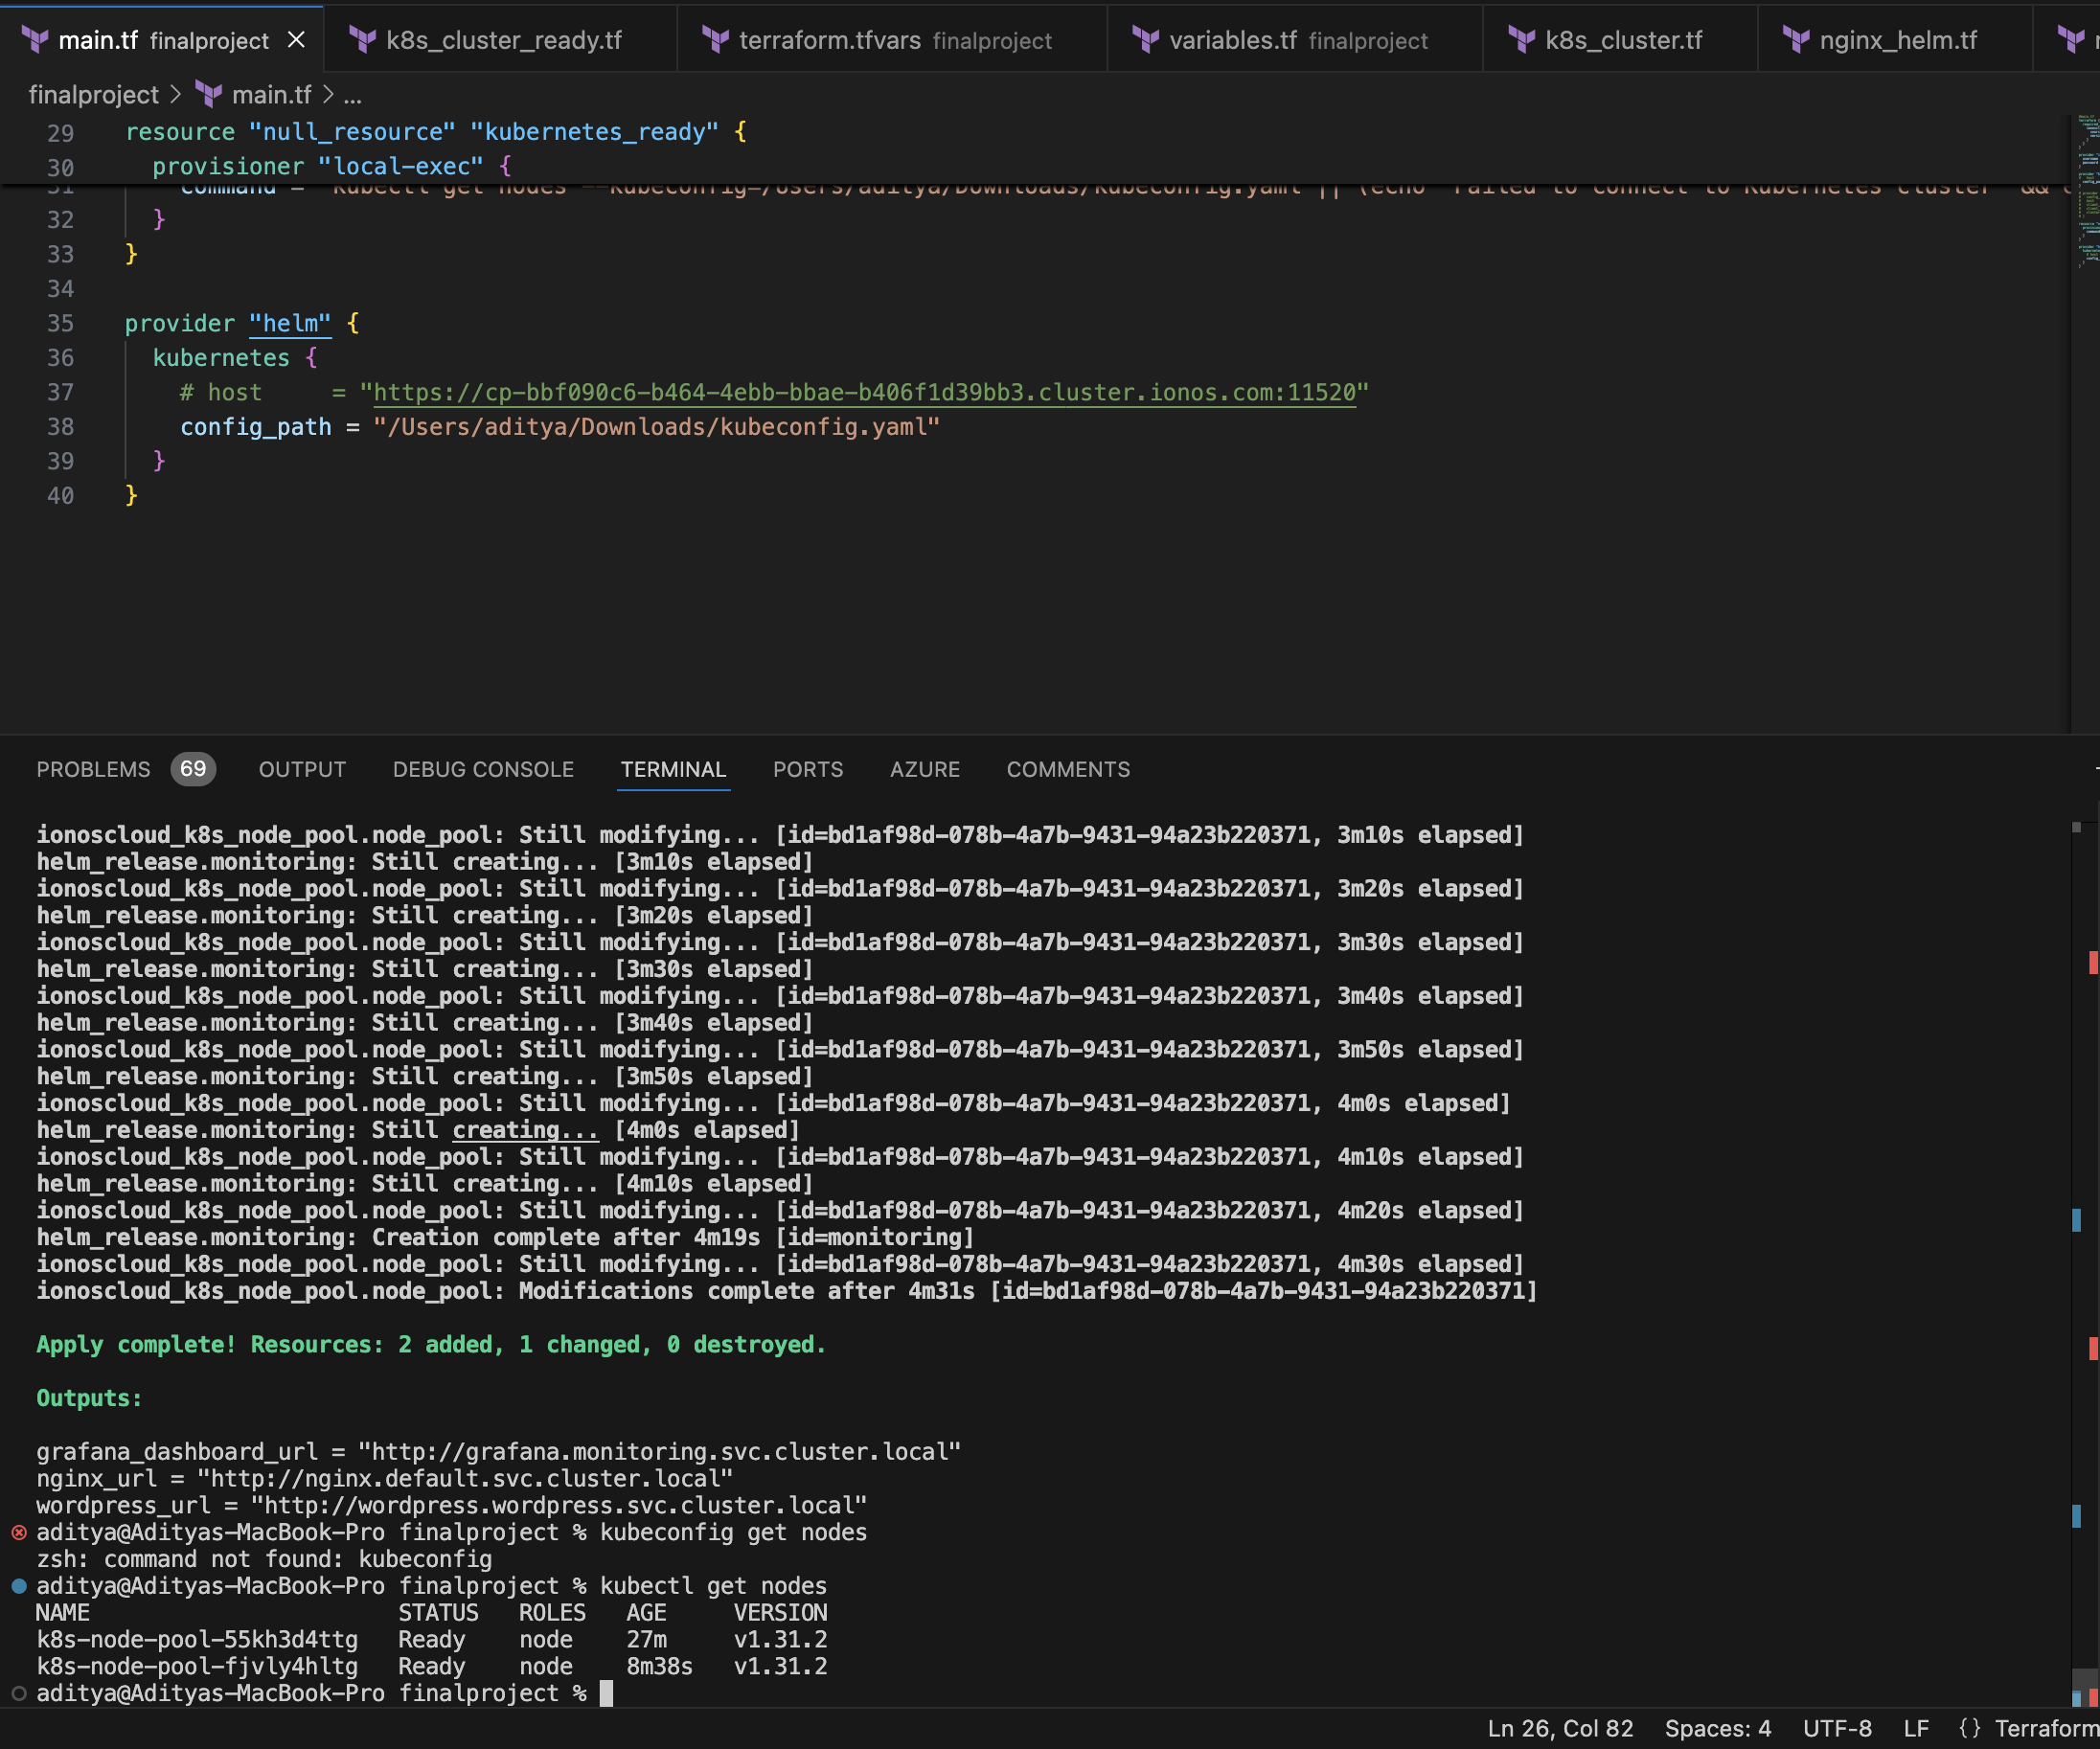 main.tf finalproject
k8s_cluster_ready.tf
terraform.tfvars finalproject
variables.tf finalproject
k8s_cluster.tf
nginx_helm.tf
finalproject > main.tf > ...
29 resource "null_resource" "kubernetes_ready" {
30 provisioner "local-exec" {
31 command = "kubectl get nodes --kubeconfig=/Users/aditya/Downloads/kubeconfig.yaml || (echo "Failed to connect to Kubernetes cluster" &&
32 }
33 }
34
35 provider "helm" {
36 kubernetes {
37 # host = "https://cp-bbf090c6-b464-4ebb-bbae-b406f1d39bb3.cluster.ionos.com:11520"
38 config_path = "/Users/aditya/Downloads/kubeconfig.yaml"
39 }
40 }
PROBLEMS 69 OUTPUT DEBUG CONSOLE TERMINAL PORTS AZURE COMMENTS
ionoscloud_k8s_node_pool.node_pool: Still modifying... [id=bd1af98d-078b-4a7b-9431-94a23b220371, 3m10s elapsed]
helm_release.monitoring: Still creating... [3m10s elapsed]
ionoscloud_k8s_node_pool.node_pool: Still modifying... [id=bd1af98d-078b-4a7b-9431-94a23b220371, 3m20s elapsed]
helm_release.monitoring: Still creating... [3m20s elapsed]
ionoscloud_k8s_node_pool.node_pool: Still modifying... [id=bd1af98d-078b-4a7b-9431-94a23b220371, 3m30s elapsed]
helm_release.monitoring: Still creating... [3m30s elapsed]
ionoscloud_k8s_node_pool.node_pool: Still modifying... [id=bd1af98d-078b-4a7b-9431-94a23b220371, 3m40s elapsed]
helm_release.monitoring: Still creating... [3m40s elapsed]
ionoscloud_k8s_node_pool.node_pool: Still modifying... [id=bd1af98d-078b-4a7b-9431-94a23b220371, 3m50s elapsed]
helm_release.monitoring: Still creating... [3m50s elapsed]
ionoscloud_k8s_node_pool.node_pool: Still modifying... [id=bd1af98d-078b-4a7b-9431-94a23b220371, 4m0s elapsed]
helm_release.monitoring: Still creating... [4m0s elapsed]
ionoscloud_k8s_node_pool.node_pool: Still modifying... [id=bd1af98d-078b-4a7b-9431-94a23b220371, 4m10s elapsed]
helm_release.monitoring: Still creating... [4m10s elapsed]
ionoscloud_k8s_node_pool.node_pool: Still modifying... [id=bd1af98d-078b-4a7b-9431-94a23b220371, 4m20s elapsed]
helm_release.monitoring: Creation complete after 4m19s [id=monitoring]
ionoscloud_k8s_node_pool.node_pool: Still modifying... [id=bd1af98d-078b-4a7b-9431-94a23b220371, 4m30s elapsed]
ionoscloud_k8s_node_pool.node_pool: Modifications complete after 4m31s [id=bd1af98d-078b-4a7b-9431-94a23b220371]
Apply complete! Resources: 2 added, 1 changed, 0 destroyed.
Outputs:
grafana_dashboard_url = "http://grafana.monitoring.svc.cluster.local"
nginx_url = "http://nginx.default.svc.cluster.local"
wordpress_url = "http://wordpress.wordpress.svc.cluster.local"
aditya@Adityas-MacBook-Pro finalproject % kubeconfig get nodes
zsh: command not found: kubeconfig
aditya@Adityas-MacBook-Pro finalproject % kubectl get nodes
NAME STATUS ROLES AGE VERSION
k8s-node-pool-55kh3d4ttg Ready node 27m v1.31.2
k8s-node-pool-fjvly4hltg Ready node 8m38s v1.31.2
aditya@Adityas-MacBook-Pro finalproject %
Ln 26, Col 82 Spaces: 4 UTF-8 LF {} Terraform